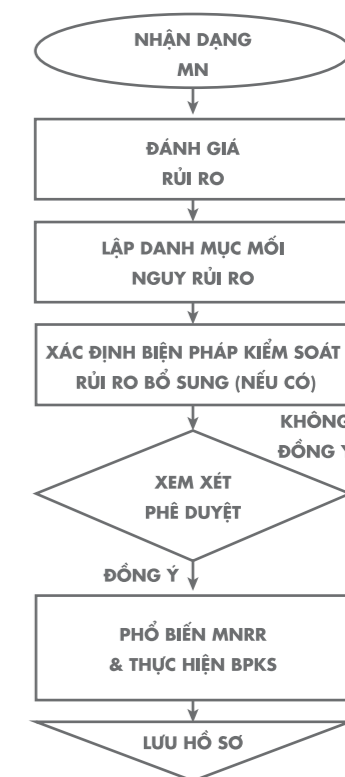 NHẬN DẠNG
MN
ĐÁNH GIÁ
RỦI RO
LẬP DANH MỤC MỐI
NGUY RỦI RO
XÁC ĐỊNH BIỆN PHÁP KIỂM SOÁT
RỦI RO BỔ SUNG (NẾU CÓ)
KHÔNG
ĐỒNG Ý
XEM XÉT
PHÊ DUYỆT
ĐỒNG Ý
PHỔ BIẾN MNRR
& THỰC HIỆN BPKS
LƯU HỒ SƠ